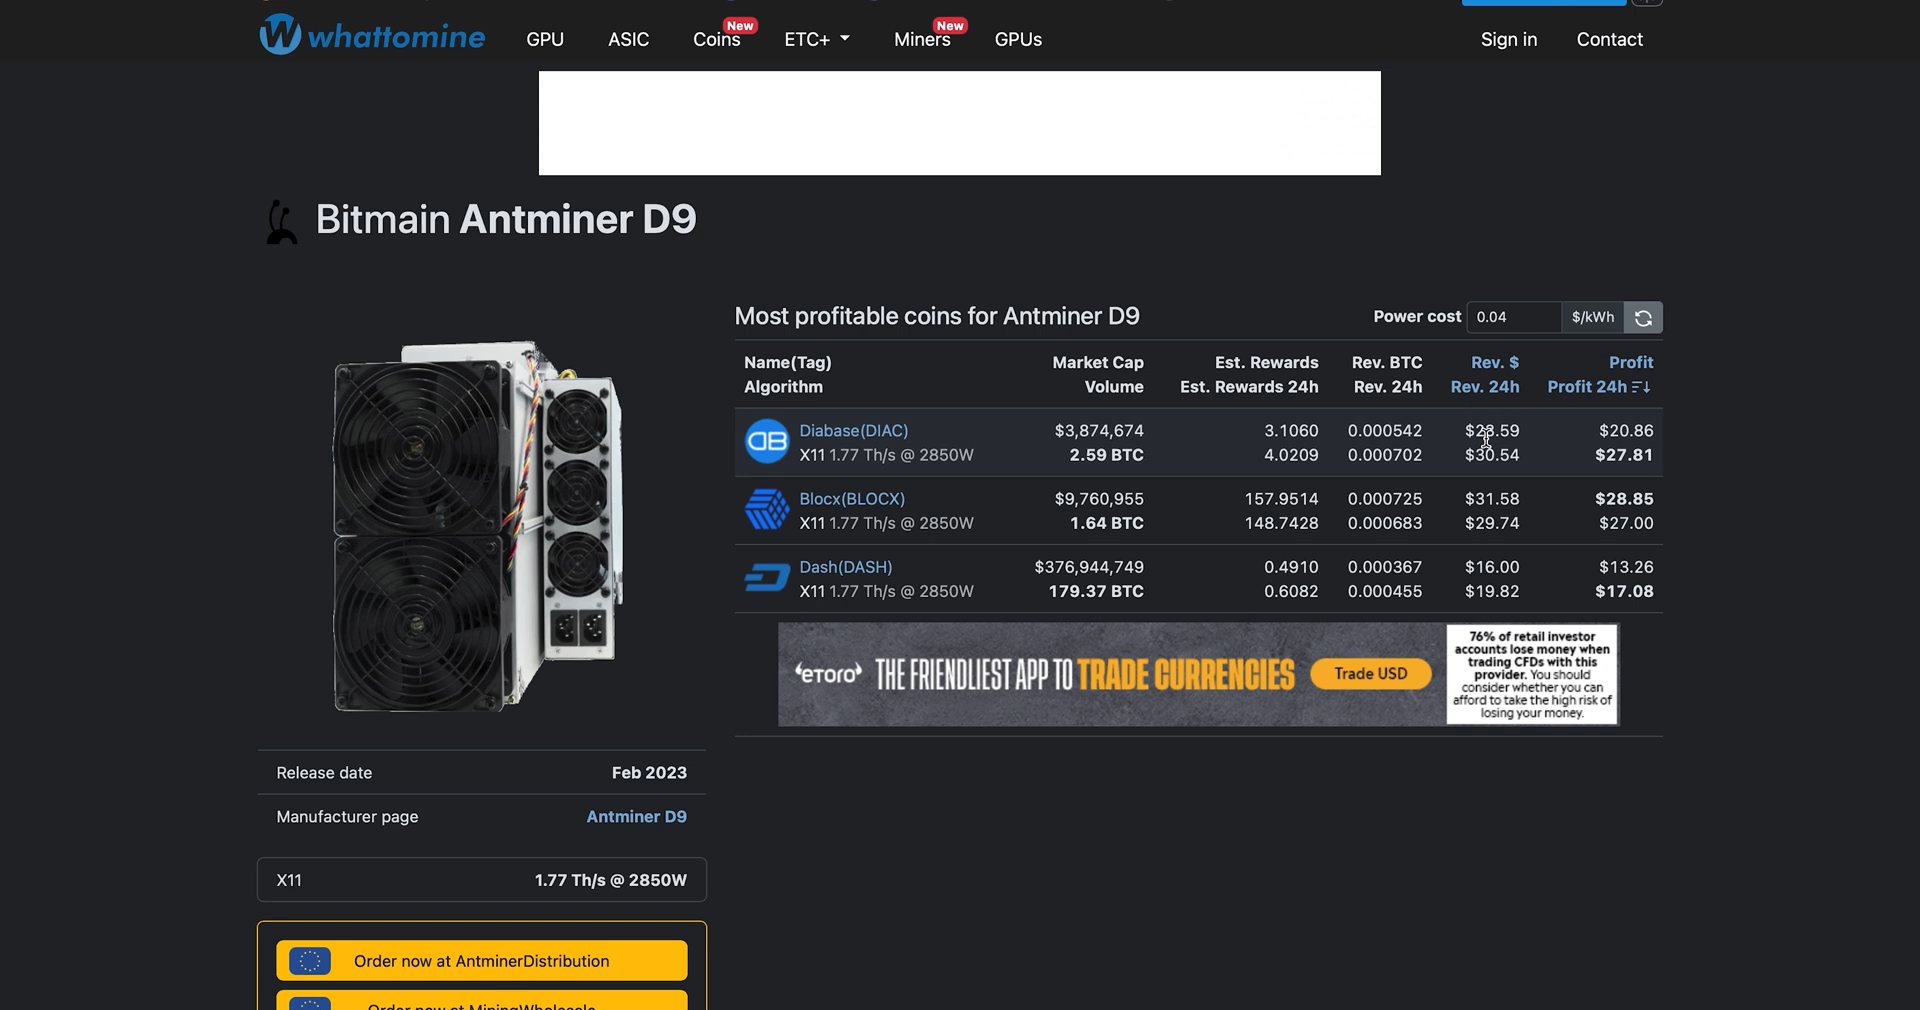 whattomine
GPU
ASIC
Coins
New
ETC+
Miners
New
GPUs
Sign in
Contact
Bitmain Antminer D9
Most profitable coins for Antminer D9
Power cost 0.04 $/kWh
Name(Tag) Market Cap Est. Rewards Rev. BTC Rev. $ Profit
Algorithm Volume Est. Rewards 24h Rev. 24h Rev. 24h Profit 24h
Diabase(DIAC) $3,874,674 3.1060 0.000542 $23.59 $20.86
X11 1.77 Th/s @ 2850W 2.59 BTC 4.0209 0.000702 $30.54 $27.81
Blocx(BLOCX) $9,760,955 157.9514 0.000725 $31.58 $28.85
X11 1.77 Th/s @ 2850W 1.64 BTC 148.7428 0.000683 $29.74 $27.00
Dash(DASH) $376,944,749 0.4910 0.000367 $16.00 $13.26
X11 1.77 Th/s @ 2850W 179.37 BTC 0.6082 0.000455 $19.82 $17.08
eToro THE FRIENDLIEST APP TO TRADE CURRENCIES Trade USD
76% of retail investor
accounts lose money when
trading CFDs with this
provider. You should
consider whether you can
afford to take the high risk of
losing your money.
Release date Feb 2023
Manufacturer page Antminer D9
X11 1.77 Th/s @ 2850W
Order now at AntminerDistribution
Order now at MiningWholesale